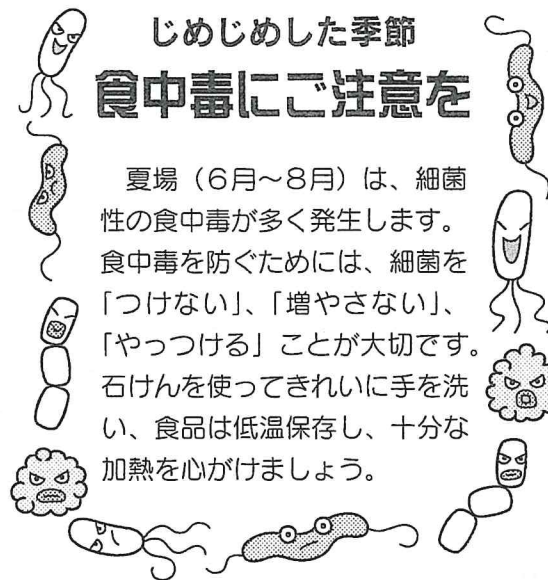 じめじめした季節
食中毒にご注意を
夏場（6月～8月）は、細菌
性の食中毒が多く発生します。
食中毒を防ぐためには、細菌を
「つけない」、「増やさない」、
「やっつける」ことが大切です。
石けんを使ってきれいに手を洗
い、食品は低温保存し、十分な
加熱を心がけましょう。